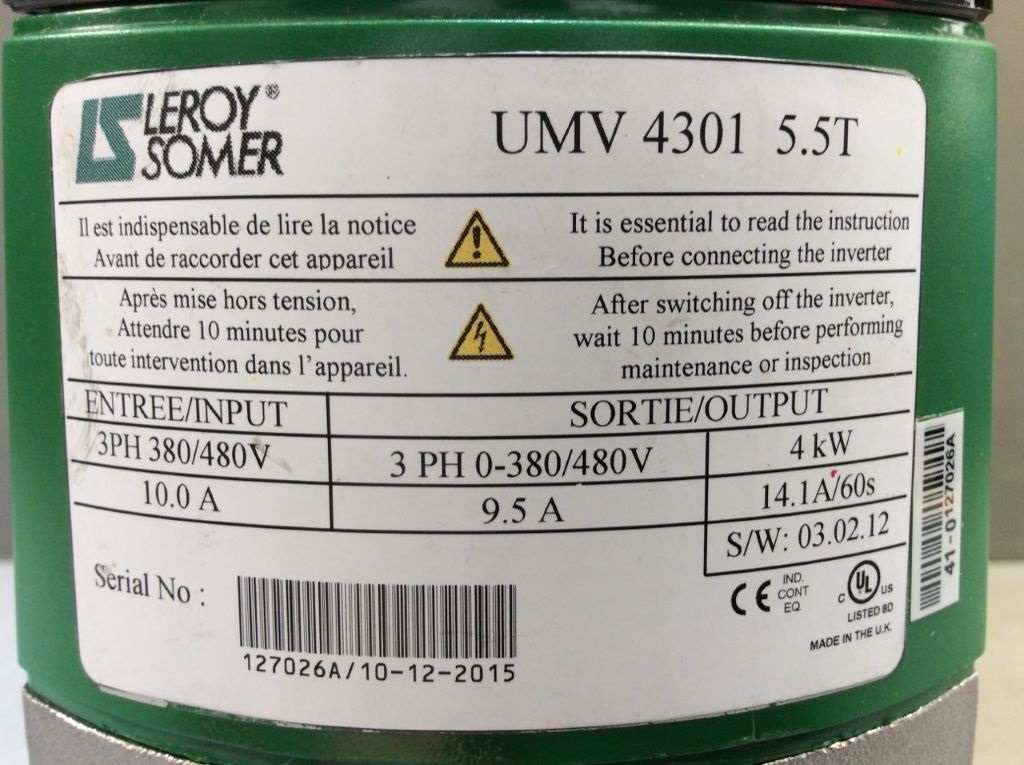 LEROY®
SOMER
UMV 4301 5.5T
Il est indispensable de lire la notice
Avant de raccorder cet appareil
It is essential to read the instruction
Before connecting the inverter
Après mise hors tension,
Attendre 10 minutes pour
toute intervention dans l'appareil.
After switching off the inverter,
wait 10 minutes before performing
maintenance or inspection
ENTREE/INPUT
SORTIE/OUTPUT
3PH 380/480V
3 PH 0-380/480V
4 kW
10.0 A
9.5 A
14.1A/60s
S/W: 03.02.12
Serial No :
127026A/10-12-2015
CE
IND.
CONT
EQ.
C UL US
LISTED 8D
MADE IN THE U.K.
41-0127026A